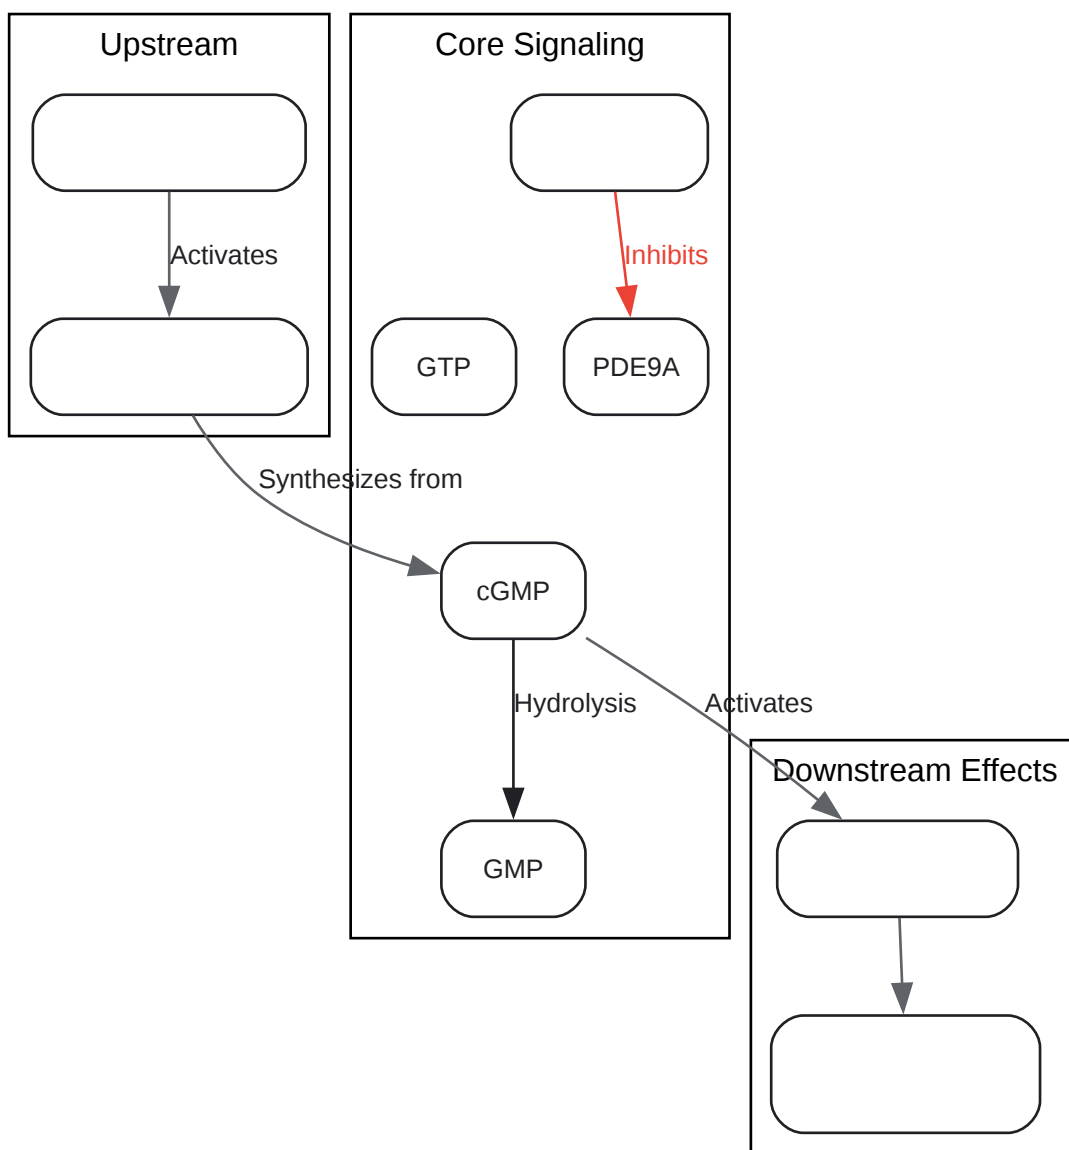 Upstream
Core Signaling
Activates
Inhibits
GTP
PDE9A
Synthesizes from
cGMP
Hydrolysis
Activates
Downstream Effects
GMP